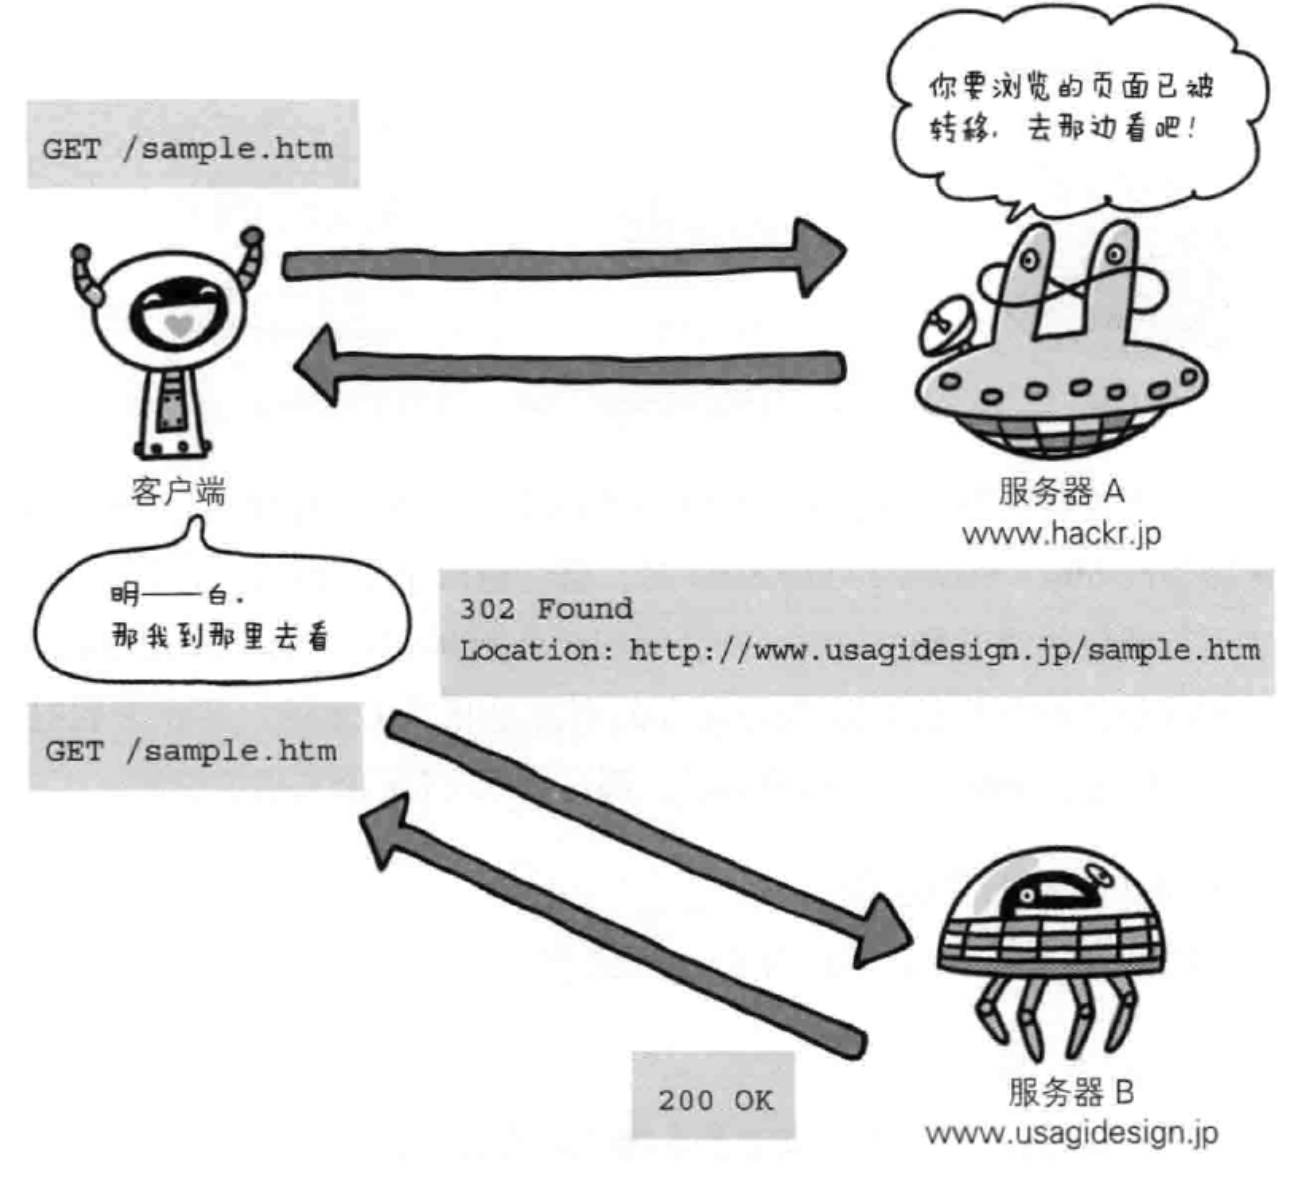 你要浏览的页面已被
转移，去那边看吧！
GET /sample.htm
客户端
服务器 A
www.hackr.jp
明——白.
那我到那里去看
302 Found
Location: http://www.usagidesign.jp/sample.htm
GET /sample.htm
200 OK
服务器 B
www.usagidesign.jp